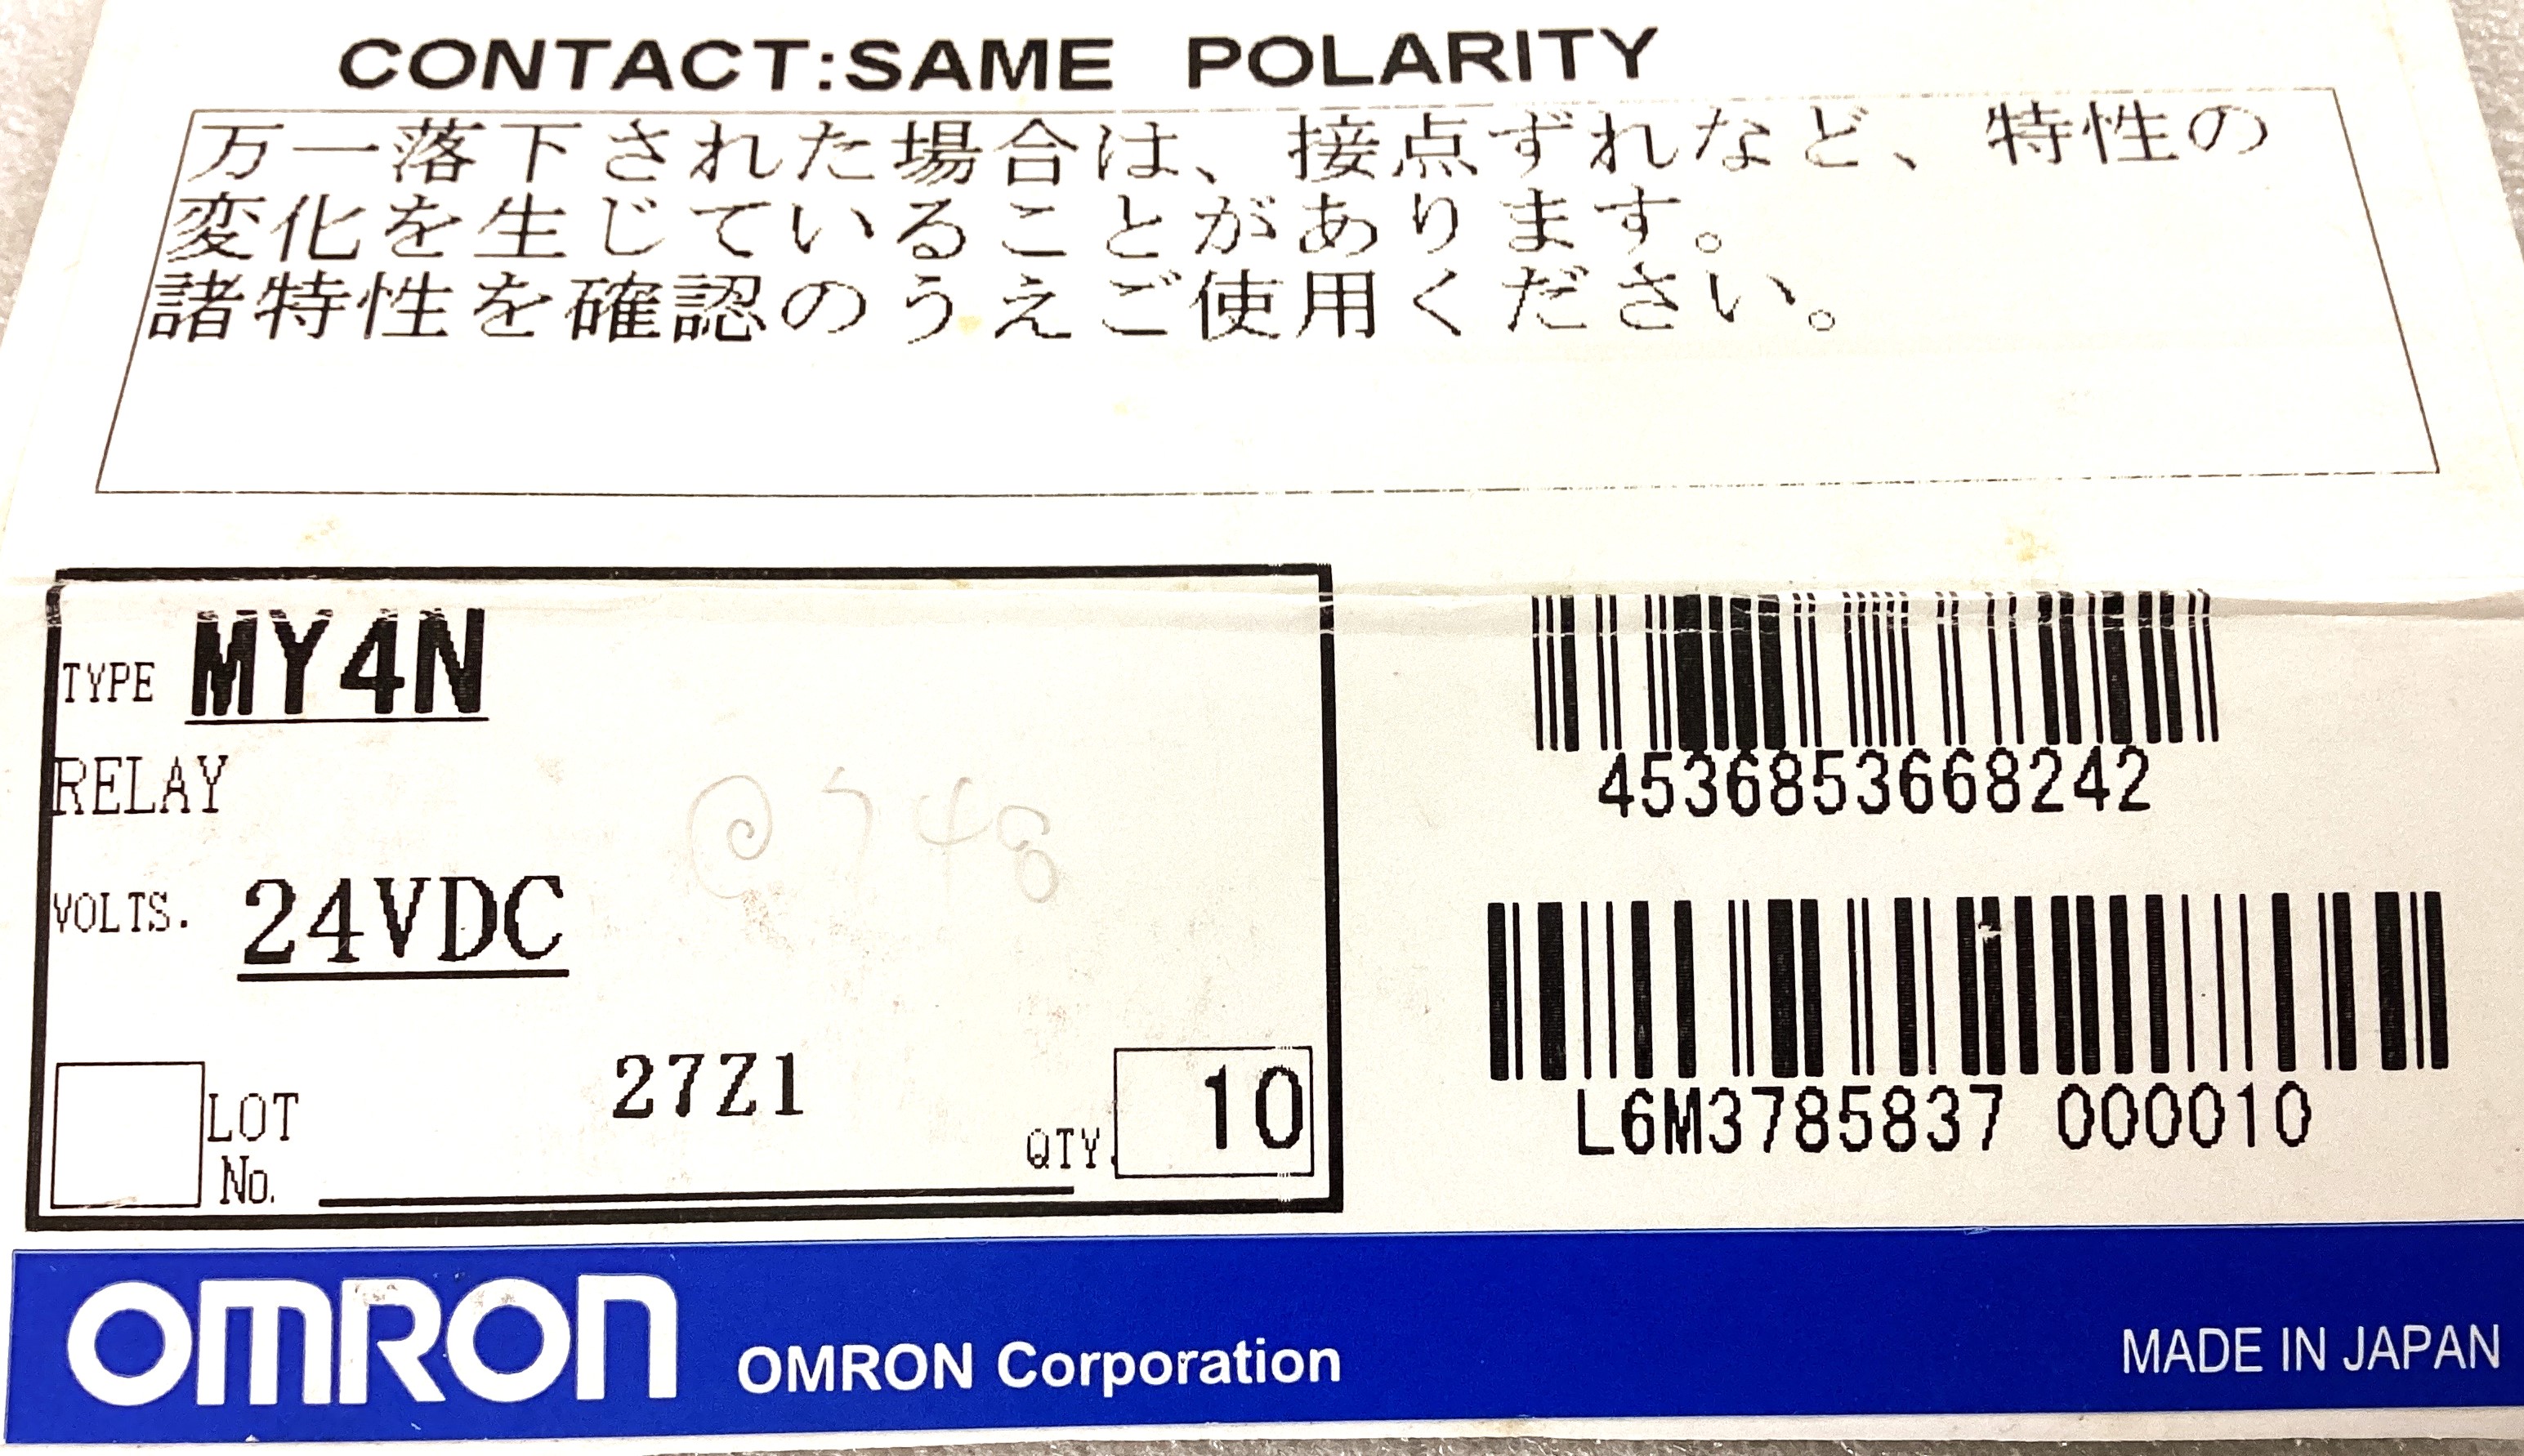 CONTACT:SAME POLARITY
万一落下された場合は、接点ずれなど、特性の
変化を生じていることがあります。
諸特性を確認のうえご使用ください。
TYPE MY4N
RELAY
@748
VOLTS. 24VDC
LOT No. 27Z1
QTY. 10
4536853668242
L6M3785837 000010
OMRON OMRON Corporation MADE IN JAPAN